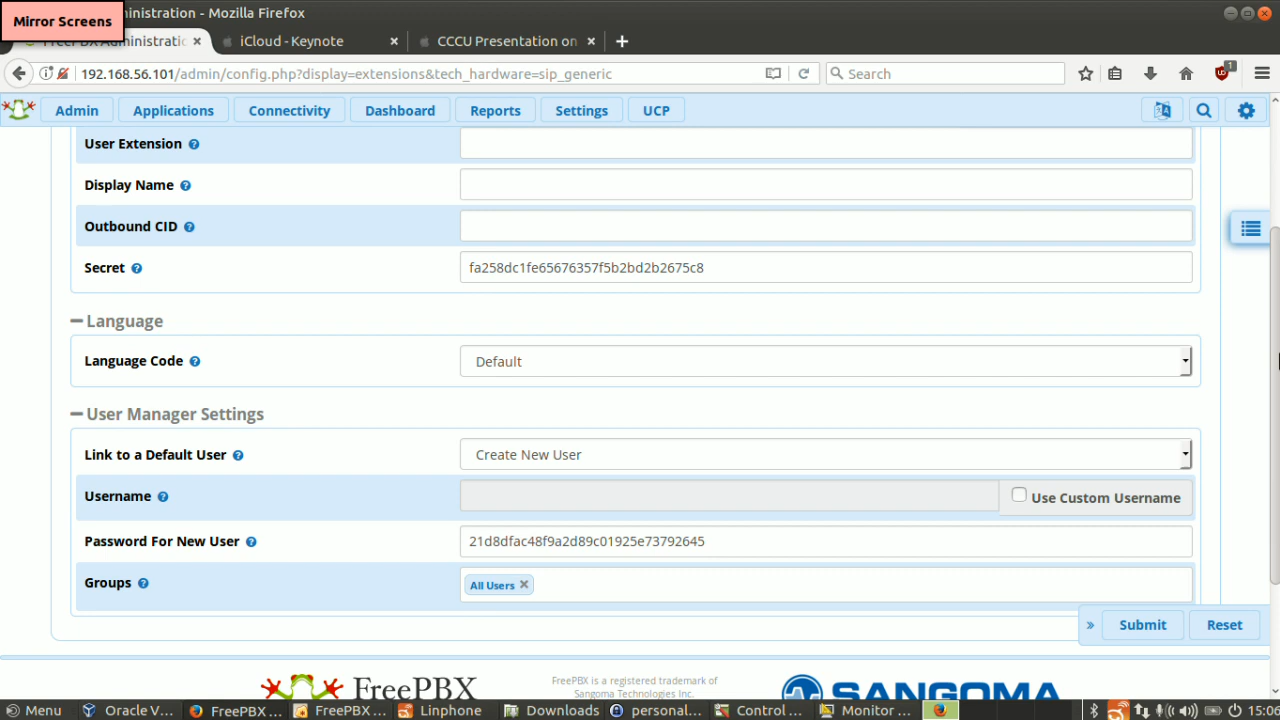 Mirror Screens
inistration - Mozilla Firefox
FreePBX Administratio
iCloud - Keynote
CCCU Presentation on
192.168.56.101/admin/config.php?display=extensions&tech_hardware=sip_generic
Search
1
Admin Applications Connectivity Dashboard Reports Settings UCP
User Extension
Display Name
Outbound CID
Secret fa258dc1fe65676357f5b2bd2b2675c8
Language
Language Code Default
User Manager Settings
Link to a Default User Create New User
Username Use Custom Username
Password For New User 21d8dfac48f9a2d89c01925e73792645
Groups All Users
» Submit Reset
FreePBX
FreePBX is a registered trademark of
Sangoma Technologies Inc.
SANGOMA
Menu Oracle V... FreePBX ... FreePBX ... Linphone Downloads personal... Control ... Monitor ... 15:06